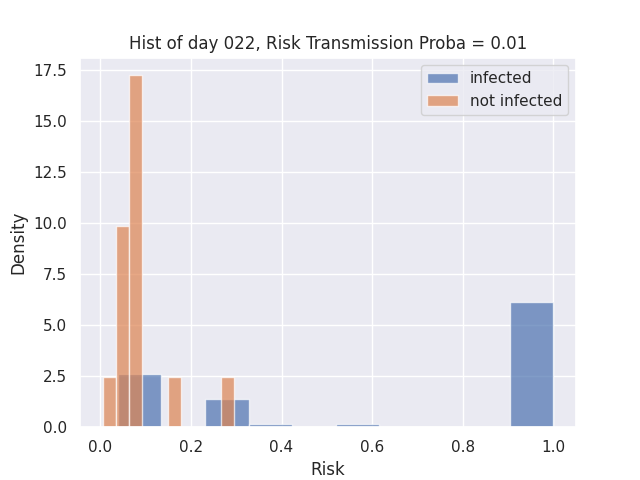 Hist of day 022, Risk Transmission Proba = 0.01
infected
not infected
17.5
15.0
12.5
10.0
7.5
5.0
2.5
0.0
Density
0.0 0.2 0.4 0.6 0.8 1.0
Risk